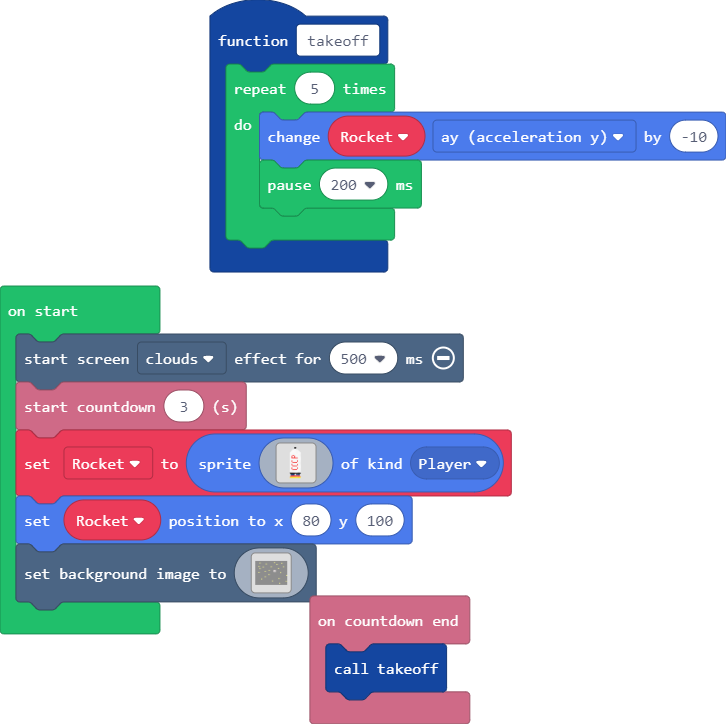 function takeoff
repeat 5 times
do
change Rocket ay (acceleration y) by -10
pause 200 ms
on start
start screen clouds effect for 500 ms
start countdown 3 (s)
set Rocket to sprite of kind Player
set Rocket position to x 80 y 100
set background image to
on countdown end
call takeoff